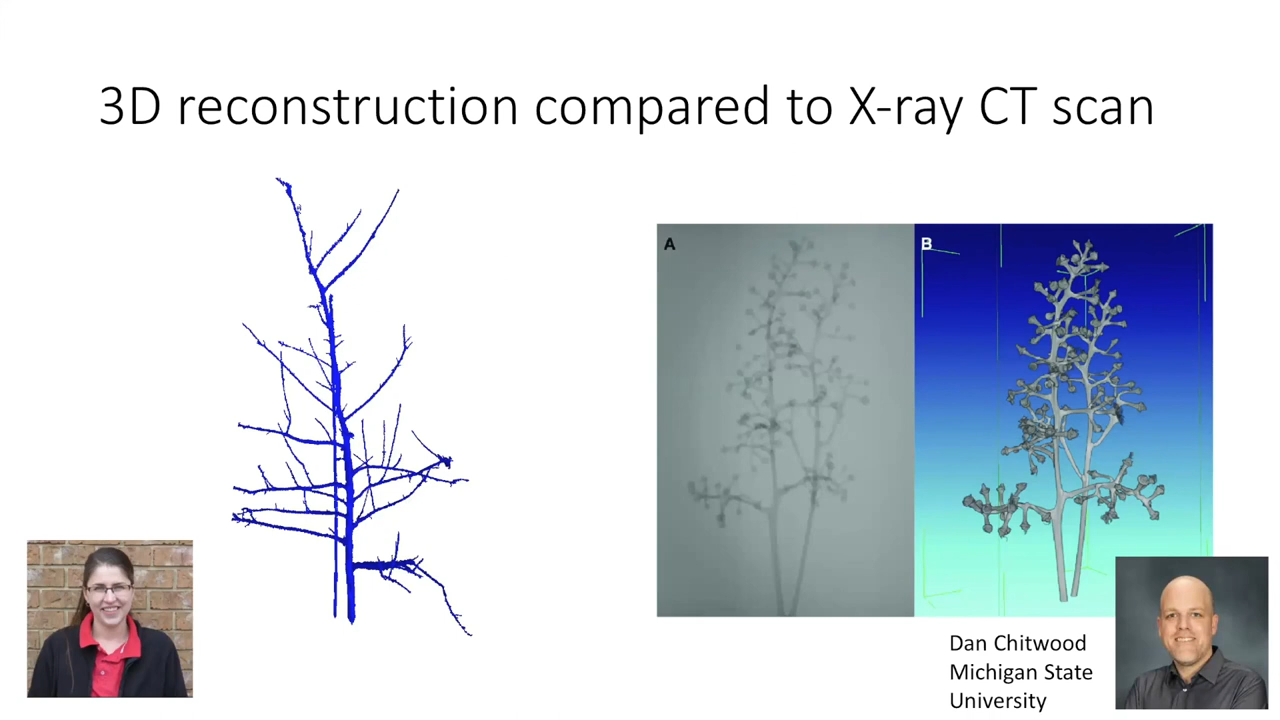 3D reconstruction compared to X-ray CT scan
A
B
Dan Chitwood
Michigan State
University